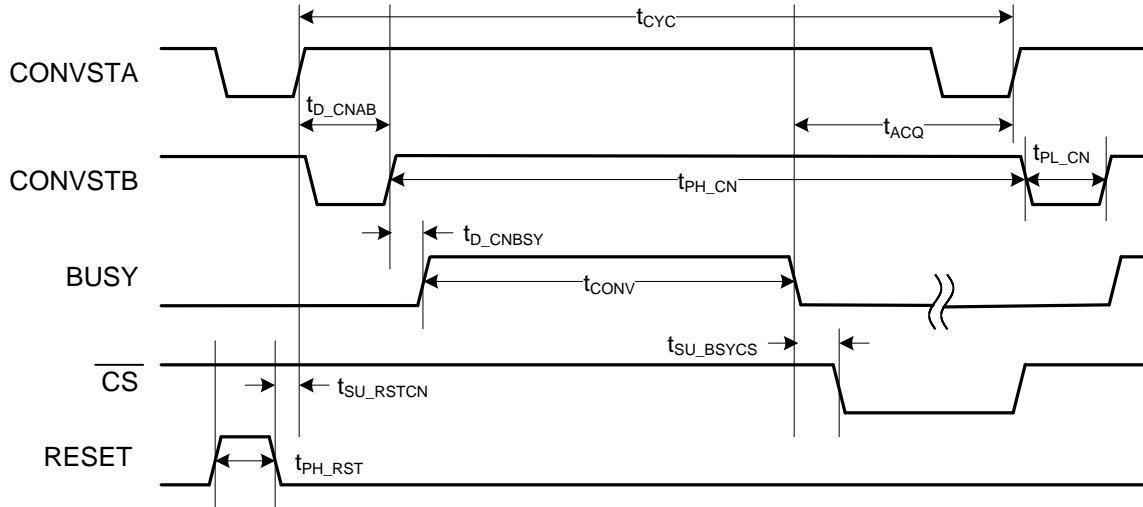 tCYC
CONVSTA
tD_CNAB
tACQ
CONVSTB
tPH_CN
tPL_CN
tD_CNBSY
BUSY
tCONV
tSU_BSYCS
CS
tSU_RSTCN
RESET
tPH_RST